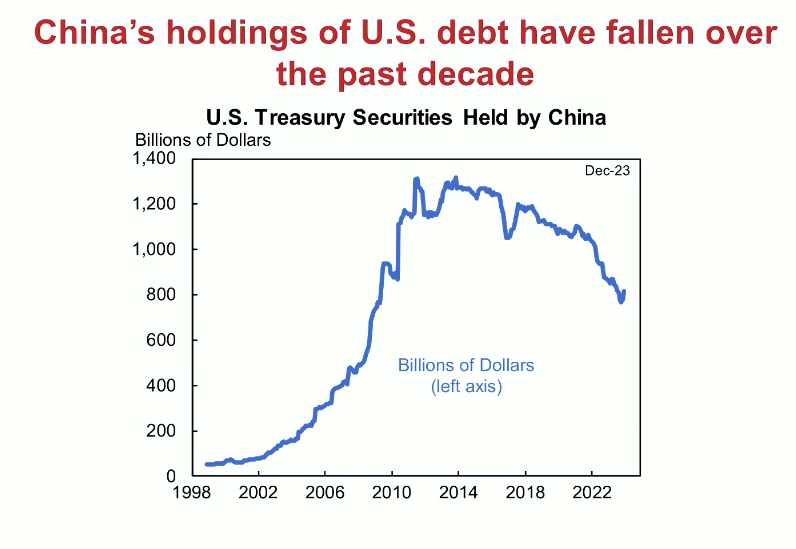 China's holdings of U.S. debt have fallen over
the past decade
U.S. Treasury Securities Held by China
Billions of Dollars
1,400
Dec-23
1,200
1,000
800
600
Billions of Dollars
(left axis)
400
200
0
1998 2002 2006 2010 2014 2018 2022